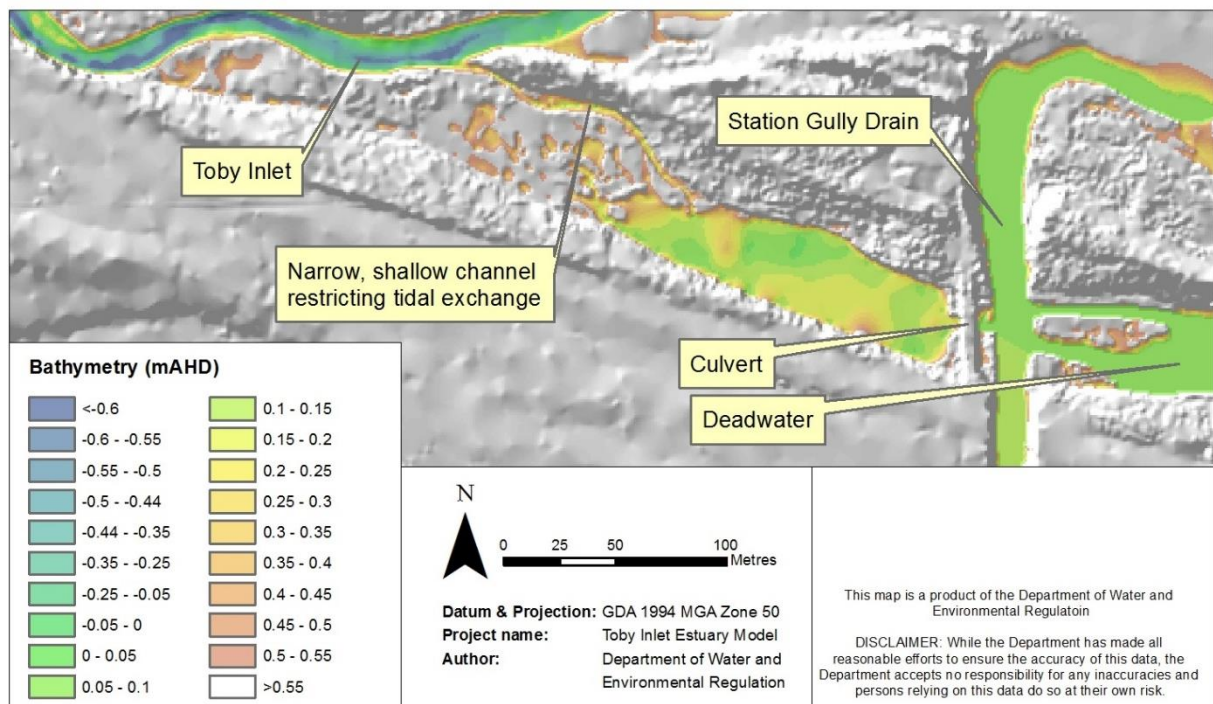 Station Gully Drain
Toby Inlet
Narrow, shallow channel
restricting tidal exchange
Culvert
Deadwater
Bathymetry (mAHD)
<-0.6
-0.6 - -0.55
-0.55 - -0.5
-0.5 - -0.44
-0.44 - -0.35
-0.35 - -0.25
-0.25 - -0.05
-0.05 - 0
0 - 0.05
0.05 - 0.1
0.1 - 0.15
0.15 - 0.2
0.2 - 0.25
0.25 - 0.3
0.3 - 0.35
0.35 - 0.4
0.4 - 0.45
0.45 - 0.5
0.5 - 0.55
>0.55
N
0 25 50 100
Metres
Datum & Projection: GDA 1994 MGA Zone 50
Project name: Toby Inlet Estuary Model
Author: Department of Water and
Environmental Regulation
This map is a product of the Department of Water and
Environmental Regulatoin
DISCLAIMER: While the Department has made all
reasonable efforts to ensure the accuracy of this data, the
Department accepts no responsibility for any inaccuracies and
persons relying on this data do so at their own risk.